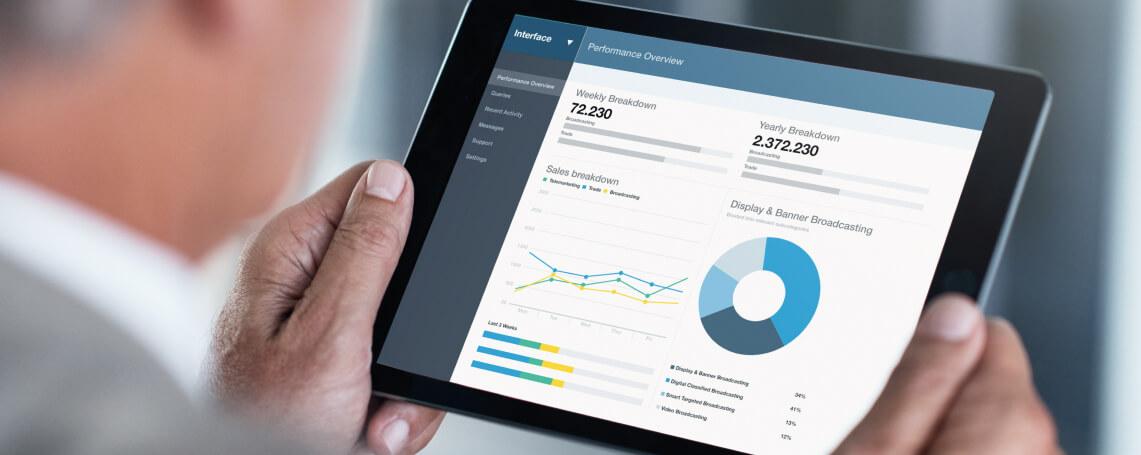 Interface
Performance Overview
Performance Overview
Queries
Recent Activity
Messages
Support
Settings
Weekly Breakdown
72.230
Broadcasting
Trade
Yearly Breakdown
2.372.230
Broadcasting
Trade
Sales breakdown
Telemarketing Trade Broadcasting
Mon Tue Wed Thu Fri
Last 3 Weeks
Display & Banner Broadcasting
Display & Banner Broadcasting 34%
Digital Classified Broadcasting 41%
Smart Targeted Broadcasting 13%
Video Broadcasting 12%